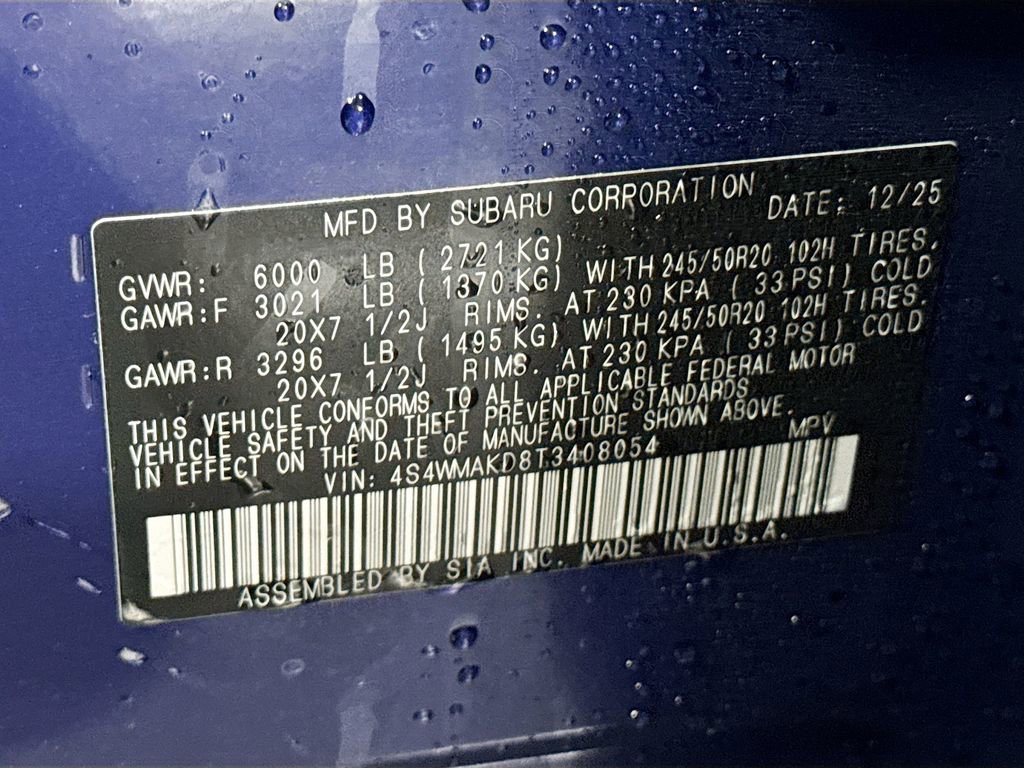 MFD BY SUBARU CORPORATION DATE: 12/25
GVWR: 6000 LB ( 2721 KG)
GAWR:F 3021 LB ( 1370 KG) WITH 245/50R20 102H TIRES.
20X7 1/2J RIMS. AT 230 KPA ( 33 PSI) COLD
GAWR:R 3296 LB ( 1495 KG) WITH 245/50R20 102H TIRES.
20X7 1/2J RIMS. AT 230 KPA ( 33 PSI) COLD
THIS VEHICLE CONFORMS TO ALL APPLICABLE FEDERAL MOTOR
VEHICLE SAFETY AND THEFT PREVENTION STANDARDS
IN EFFECT ON THE DATE OF MANUFACTURE SHOWN ABOVE.
VIN: 4S4WMAKD8T3408054 MPV
ASSEMBLED BY SIA INC. MADE IN U.S.A.